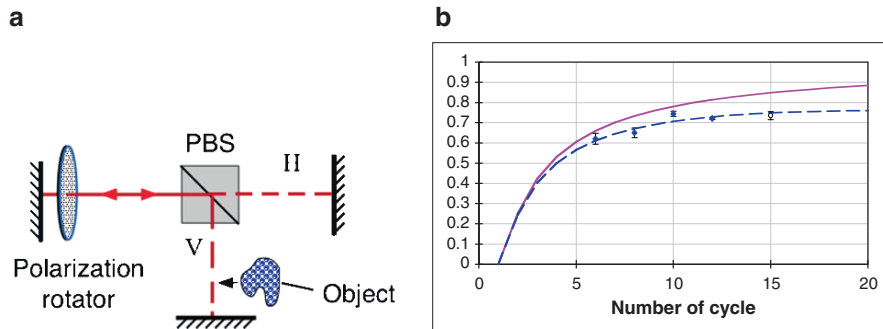 a
PBS
H
V
Polarization
rotator
Object
b
1
0.9
0.8
0.7
0.6
0.5
0.4
0.3
0.2
0.1
0
0 5 10 15 20
Number of cycle